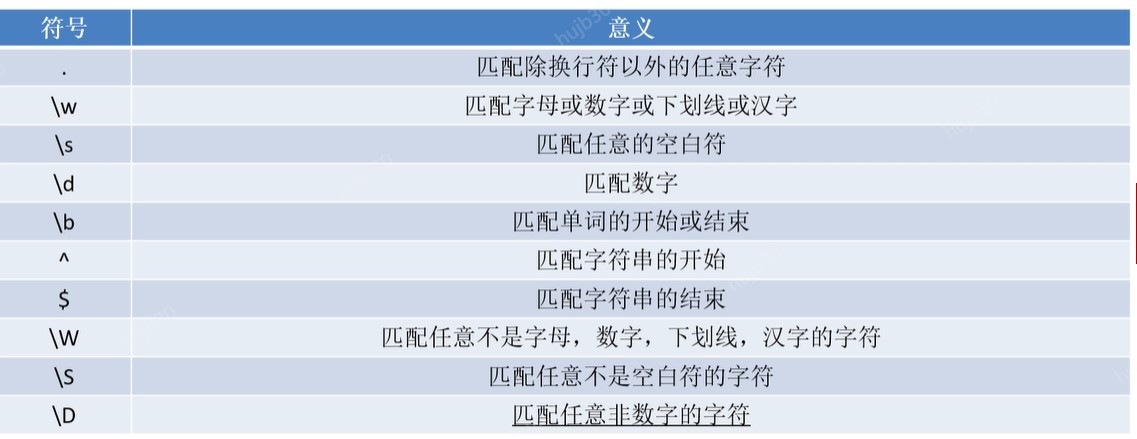 符号 意义
. 匹配除换行符以外的任意字符
\w 匹配字母或数字或下划线或汉字
\s 匹配任意的空白符
\d 匹配数字
\b 匹配单词的开始或结束
^ 匹配字符串的开始
$ 匹配字符串的结束
\W 匹配任意不是字母，数字，下划线，汉字的字符
\S 匹配任意不是空白符的字符
\D 匹配任意非数字的字符